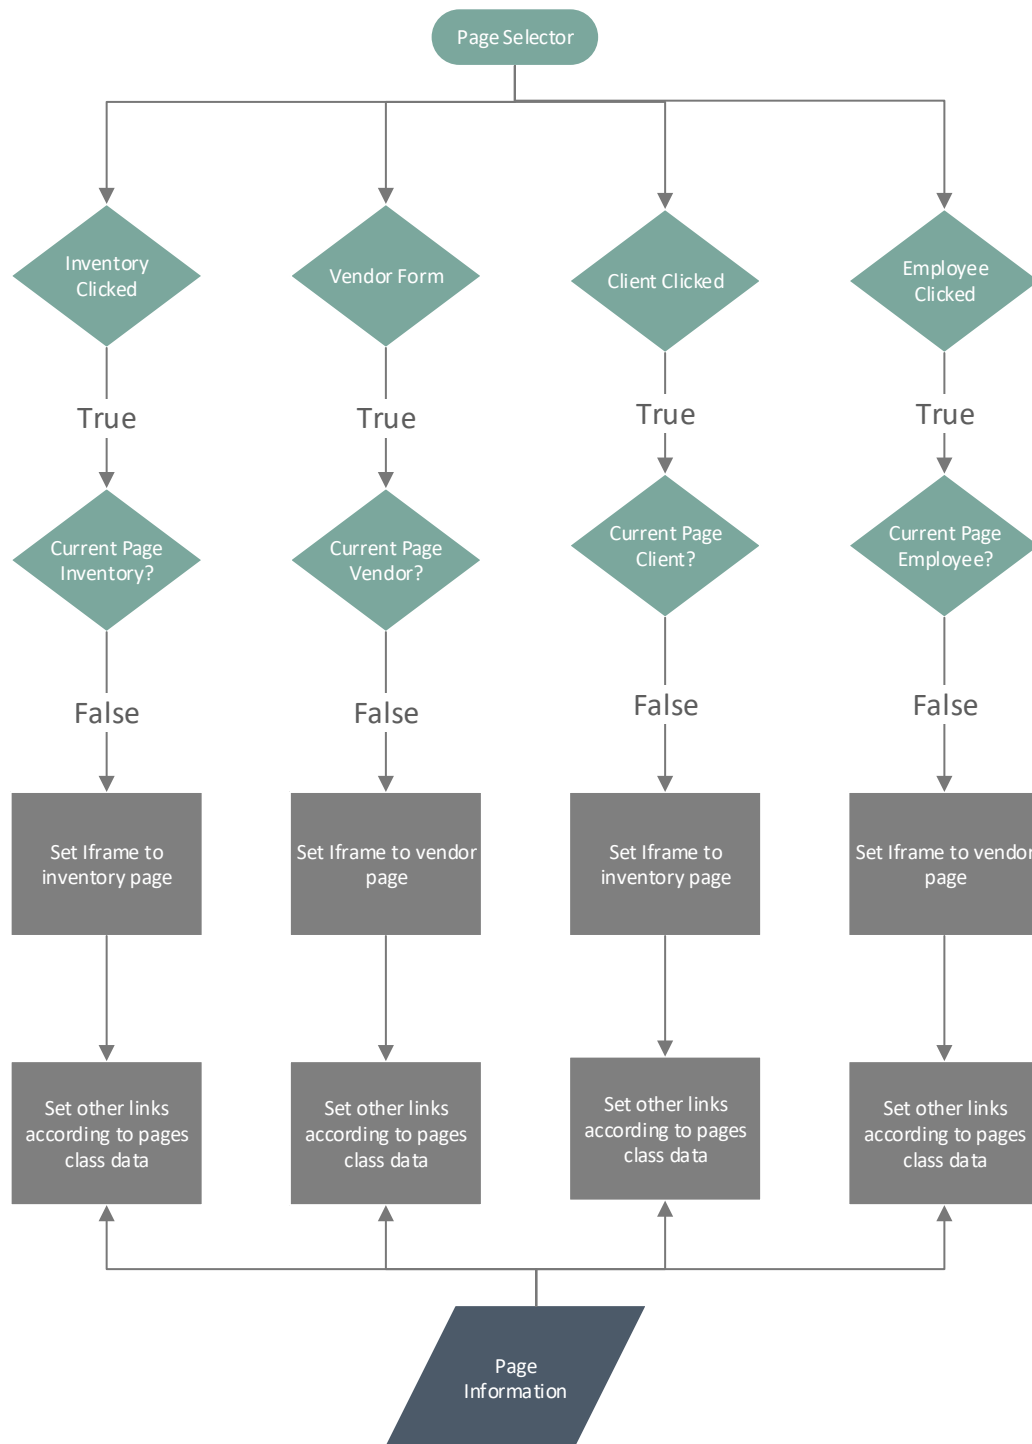 Page Selector
Inventory
Clicked
Vendor Form
Client Clicked
Employee
Clicked
True
True
True
True
Current Page
Inventory?
Current Page
Vendor?
Current Page
Client?
Current Page
Employee?
False
False
False
False
Set Iframe to
inventory page
Set Iframe to vendor
page
Set Iframe to
inventory page
Set Iframe to vendor
page
Set other links
according to pages
class data
Set other links
according to pages
class data
Set other links
according to pages
class data
Set other links
according to pages
class data
Page
Information